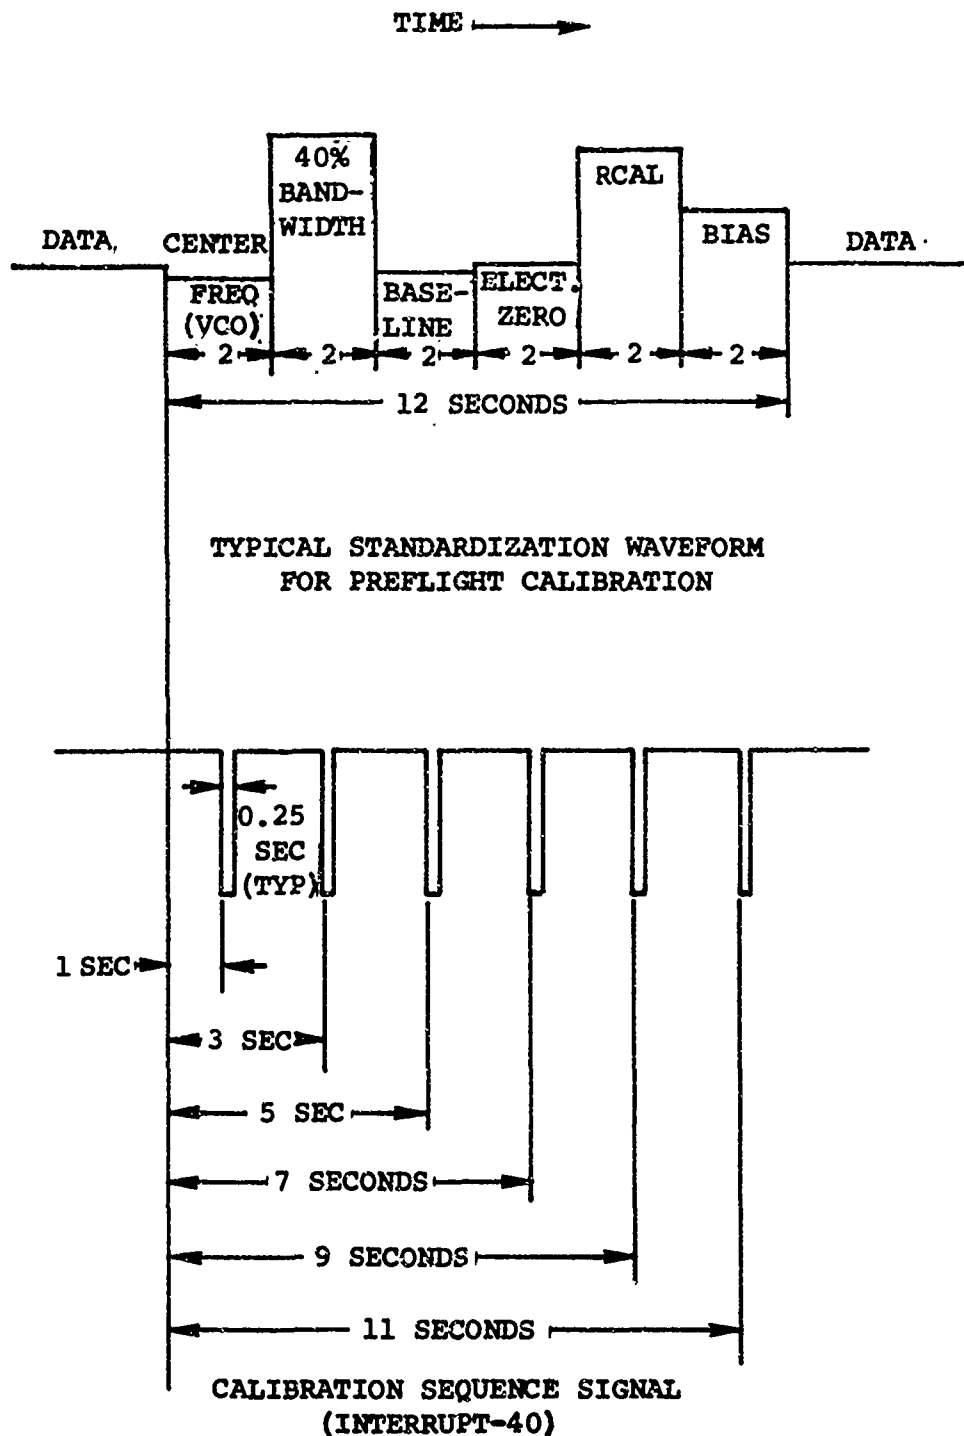 TIME
40%
BAND-
WIDTH
RCAL
DATA
CENTER
BIAS
DATA
FREQ
(VCO)
BASE-
LINE
ELECT.
ZERO
2 2 2 2 2 2
12 SECONDS
TYPICAL STANDARDIZATION WAVEFORM
FOR PREFLIGHT CALIBRATION
0.25
SEC
(TYP)
1 SEC
3 SEC
5 SEC
7 SECONDS
9 SECONDS
11 SECONDS
CALIBRATION SEQUENCE SIGNAL
(INTERRUPT-40)